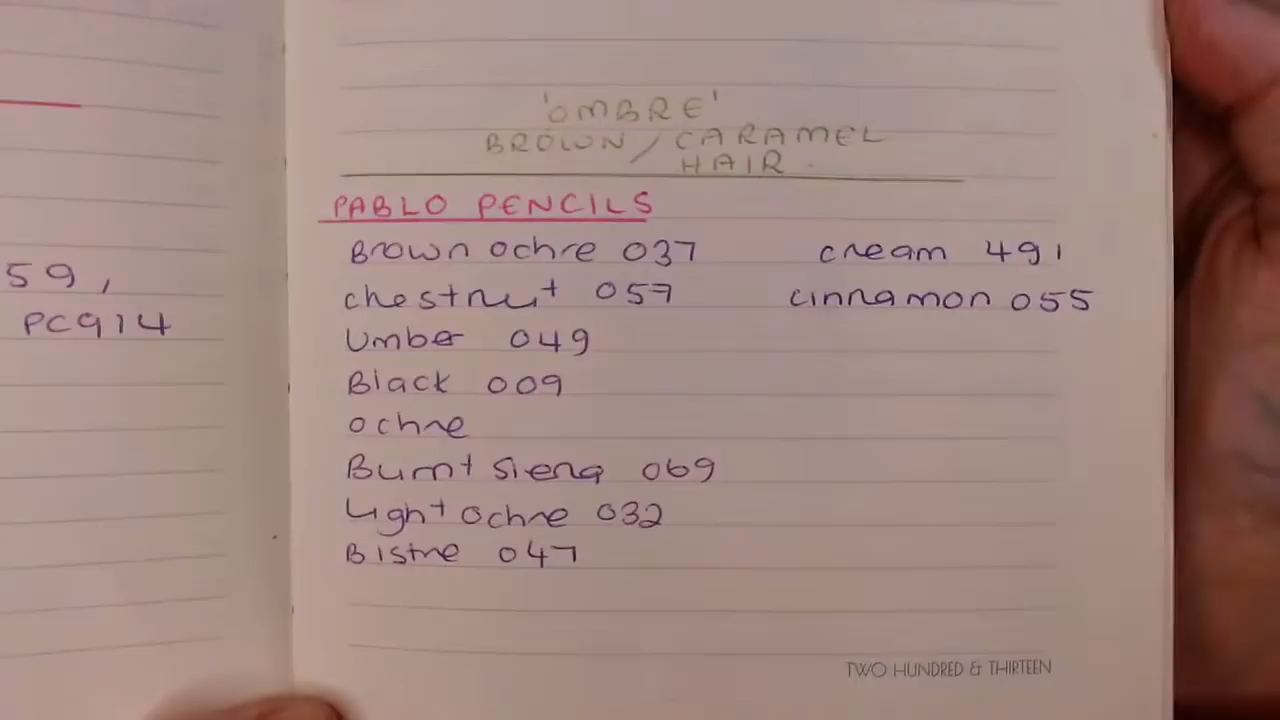 59,
PC914
'OMBRE'
BROWN / CARAMEL
HAIR
PABLO PENCILS
Brown ochre 037
chestnut 057
Umber 049
Black 009
ochre
Burnt Siena 069
Light ochre 032
Bistre 047
cream 491
cinnamon 055
TWO HUNDRED & THIRTEEN